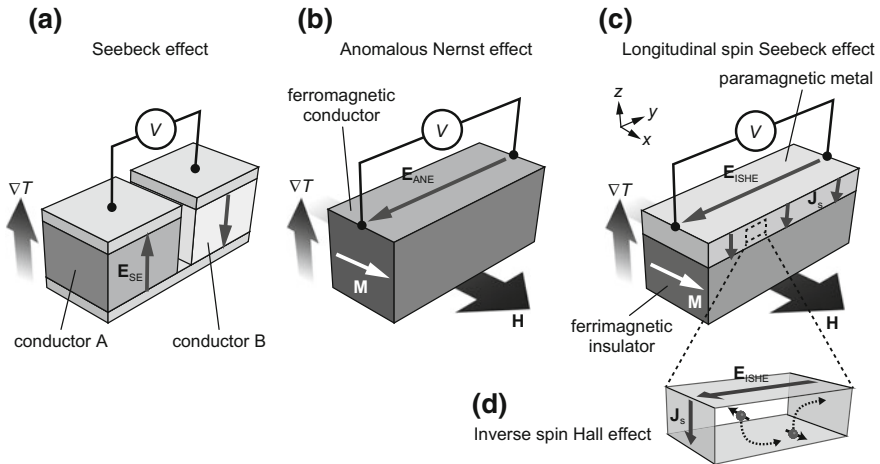 (a)
Seebeck effect
V
∇T
E_SE
conductor A
conductor B
(b)
Anomalous Nernst effect
ferromagnetic
conductor
V
E_ANE
∇T
M
H
(c)
Longitudinal spin Seebeck effect
paramagnetic metal
z
y
x
V
E_ISHE
∇T
J_s
M
ferrimagnetic
insulator
H
(d)
Inverse spin Hall effect
E_ISHE
J_s